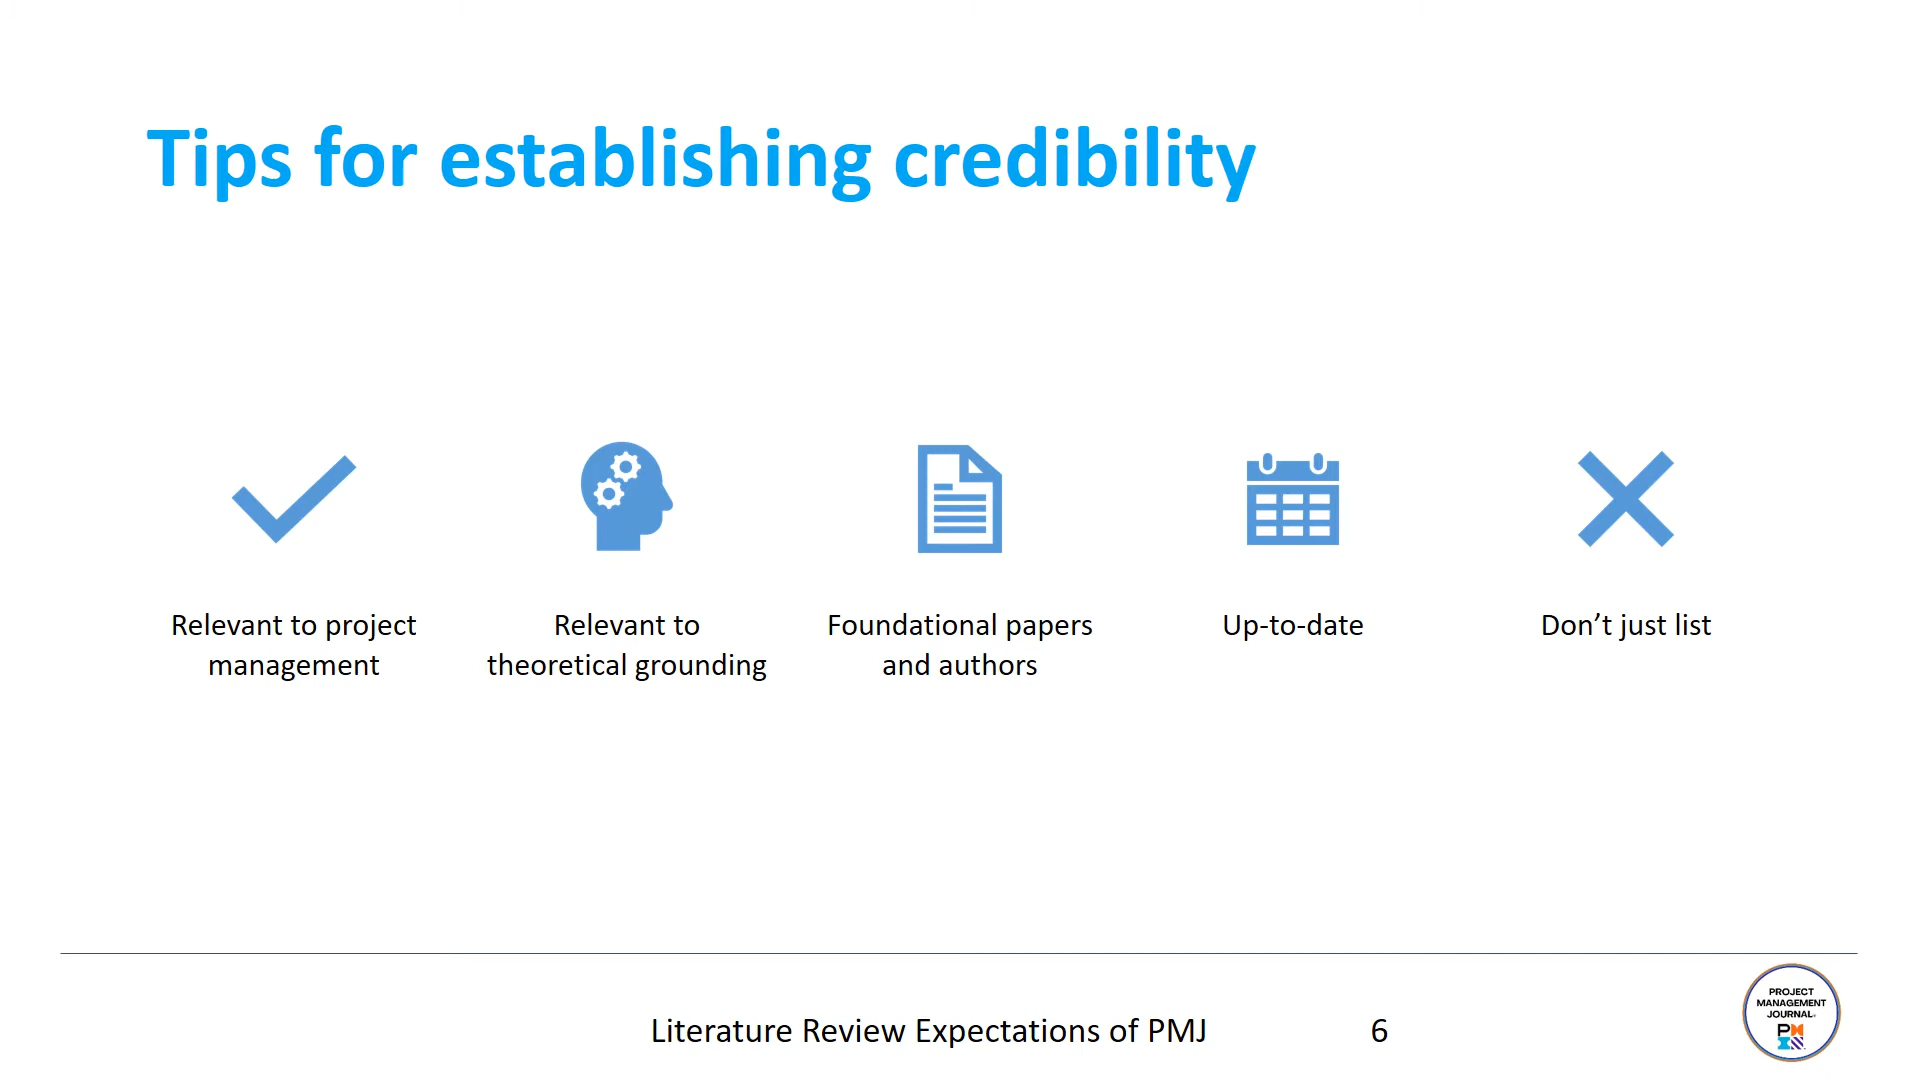 Tips for establishing credibility
Relevant to project
management
Relevant to
theoretical grounding
Foundational papers
and authors
Up-to-date
Don’t just list
Literature Review Expectations of PMJ
6
PROJECT
MANAGEMENT
JOURNAL